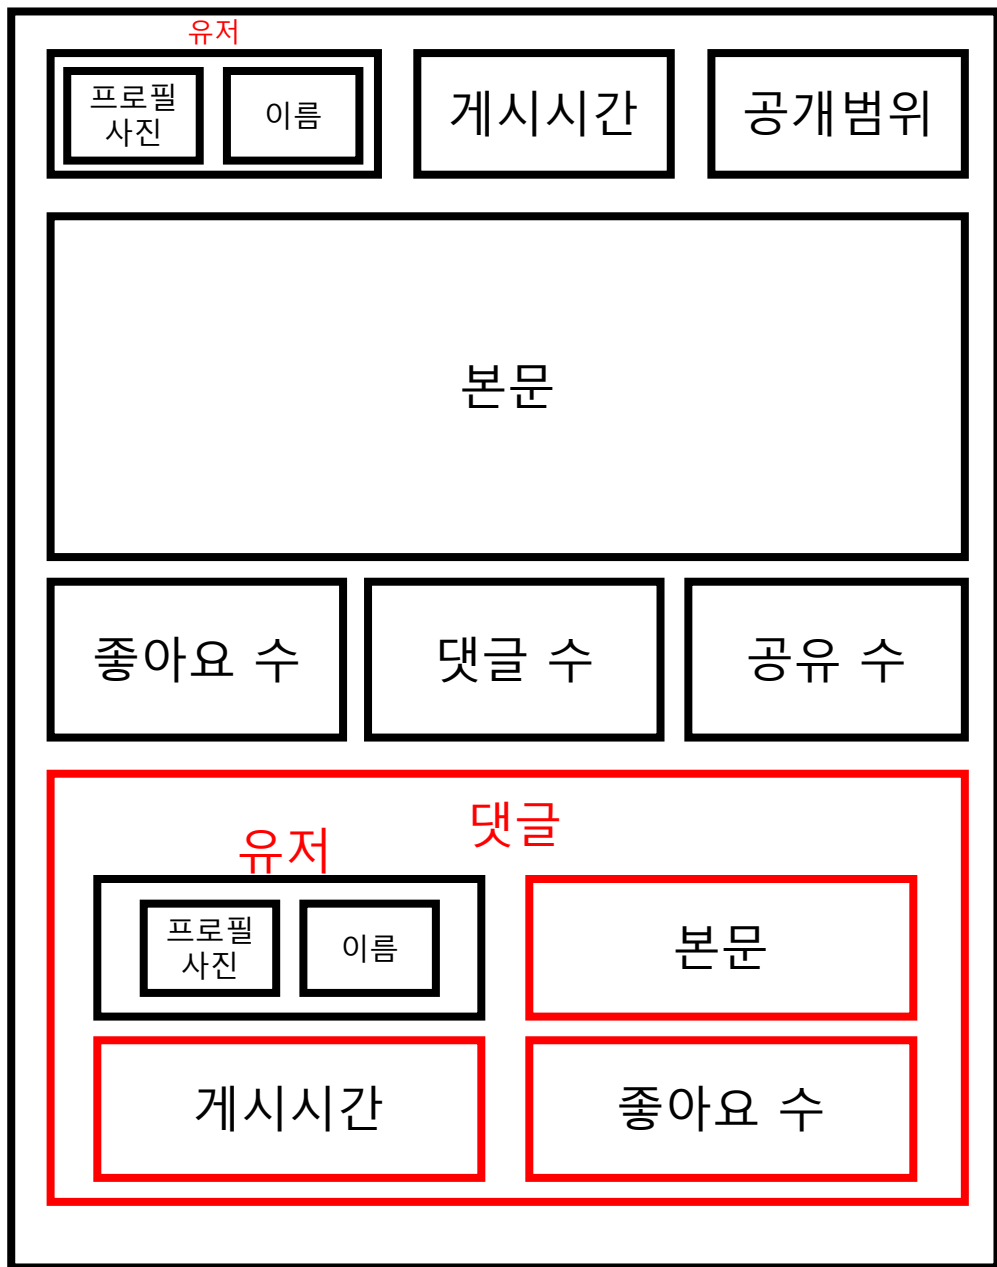 유저
프로필
사진
이름
게시시간
공개범위
본문
좋아요 수
댓글 수
공유 수
댓글
유저
프로필
사진
이름
본문
게시시간
좋아요 수